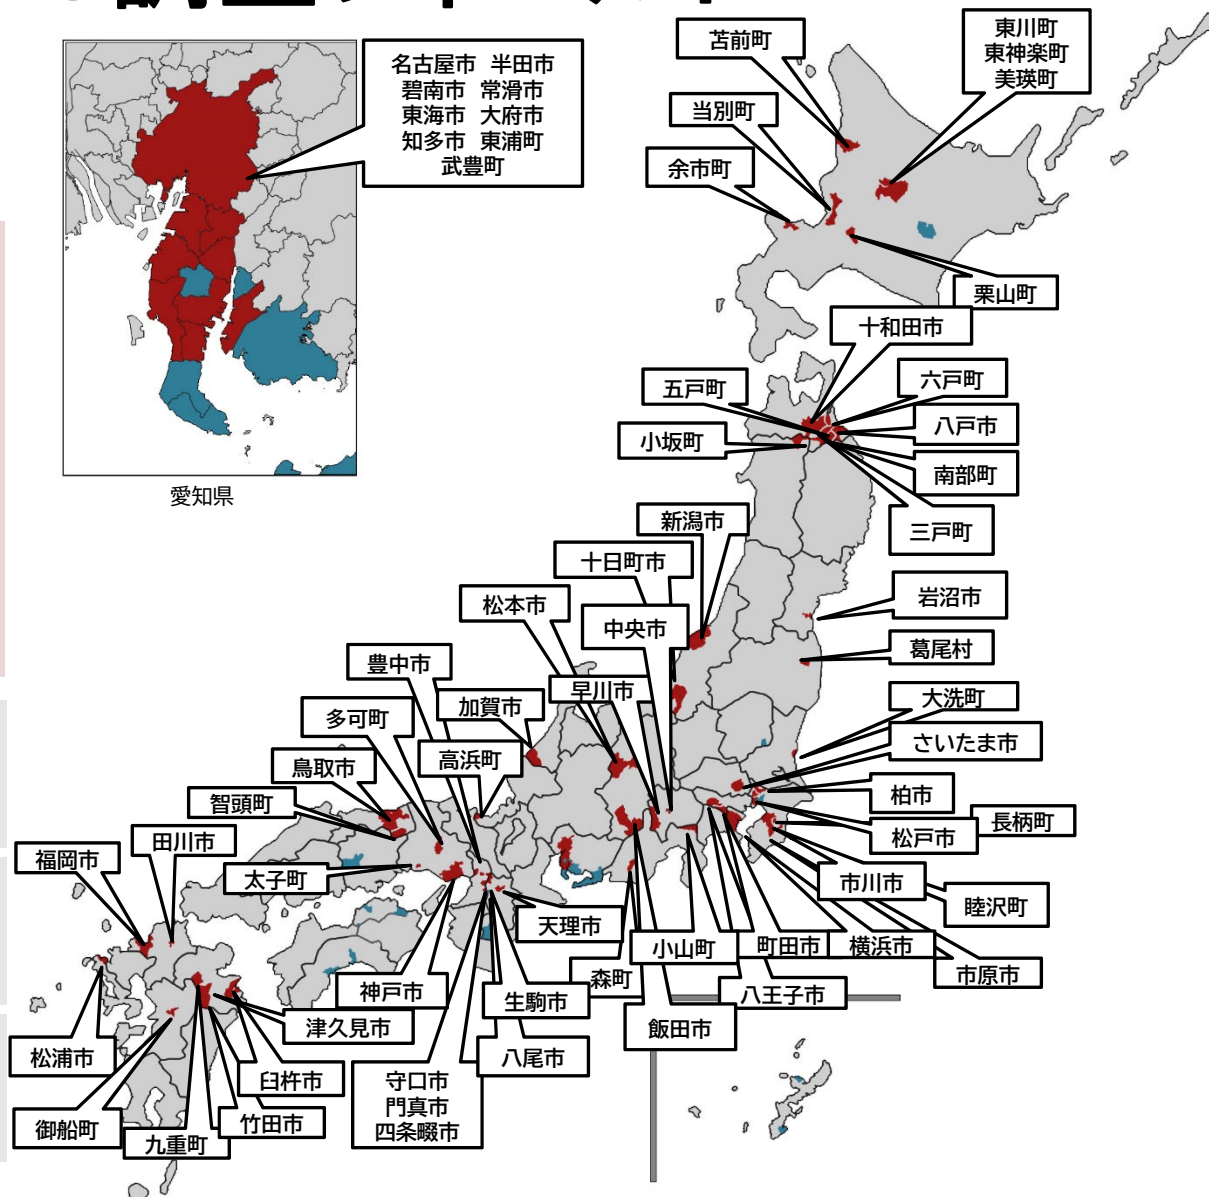 名古屋市 半田市
碧南市 常滑市
東海市 大府市
知多市 東浦町
武豊町
愛知県
苫前町
東川町
東神楽町
美瑛町
当別町
余市町
栗山町
十和田市
五戸町
六戸町
小坂町
八戸市
南部町
三戸町
新潟市
十日町市
松本市
中央市
岩沼市
葛尾村
豊中市
早川市
加賀市
大洗町
多可町
高浜町
さいたま市
鳥取市
智頭町
柏市
田川市
松戸市
長柄町
福岡市
太子町
市川市
睦沢町
天理市
小山町
町田市
横浜市
市原市
神戸市
生駒市
森町
八王子市
津久見市
飯田市
松浦市
臼杵市
守口市
門真市
四条畷市
八尾市
御船町
九重町
竹田市